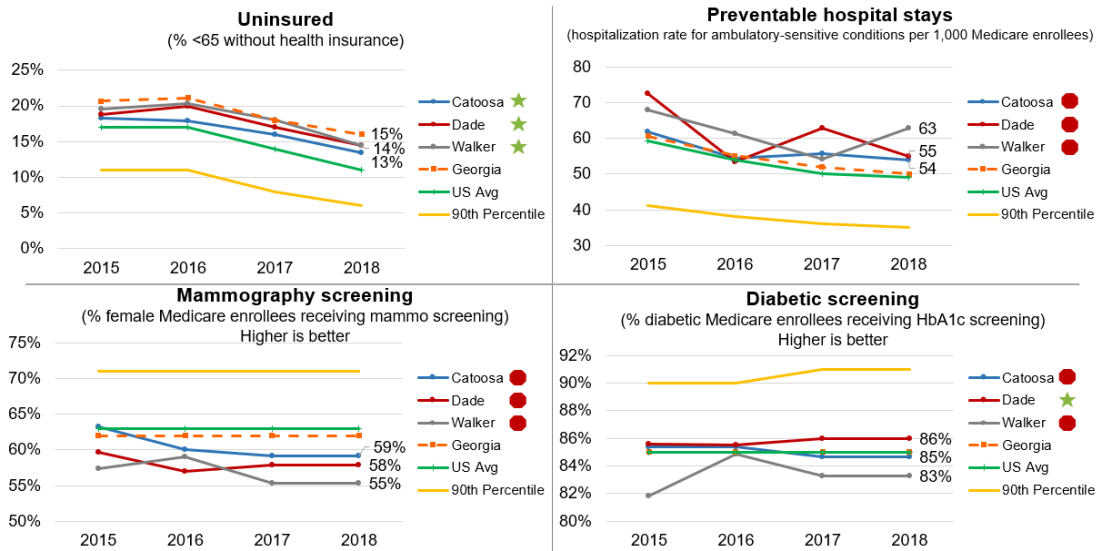 Uninsured
(% <65 without health insurance)
25%
20%
15%
10%
5%
0%
15%
14%
13%
2015 2016 2017 2018
Catoosa
Dade
Walker
Georgia
US Avg
90th Percentile
Preventable hospital stays
(hospitalization rate for ambulatory-sensitive conditions per 1,000 Medicare enrollees)
80
70
60
50
40
30
63
55
54
2015 2016 2017 2018
Catoosa
Dade
Walker
Georgia
US Avg
90th Percentile
Mammography screening
(% female Medicare enrollees receiving mammo screening)
Higher is better
75%
70%
65%
60%
55%
50%
59%
58%
55%
2015 2016 2017 2018
Catoosa
Dade
Walker
Georgia
US Avg
90th Percentile
Diabetic screening
(% diabetic Medicare enrollees receiving HbA1c screening)
Higher is better
92%
90%
88%
86%
84%
82%
80%
86%
85%
83%
2015 2016 2017 2018
Catoosa
Dade
Walker
Georgia
US Avg
90th Percentile